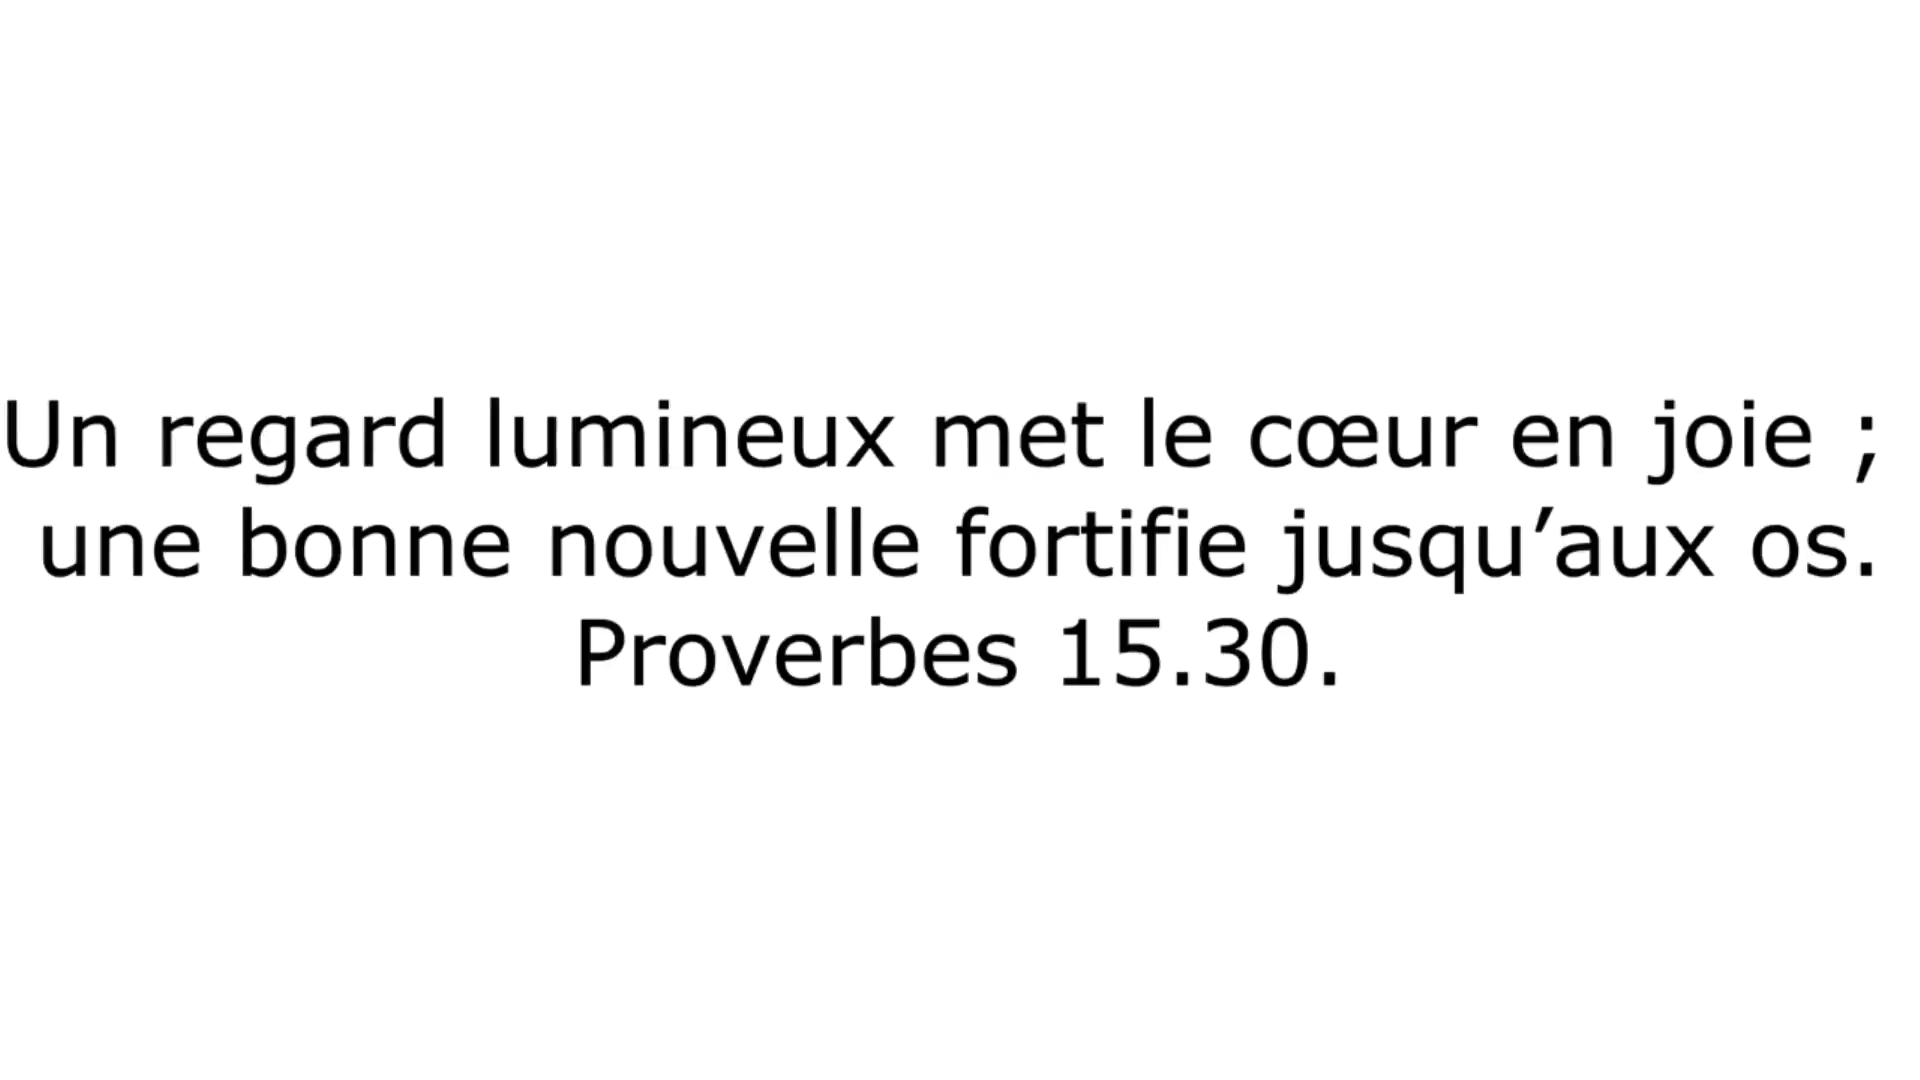 Un regard lumineux met le cœur en joie ;
une bonne nouvelle fortifie jusqu’aux os.
Proverbes 15.30.